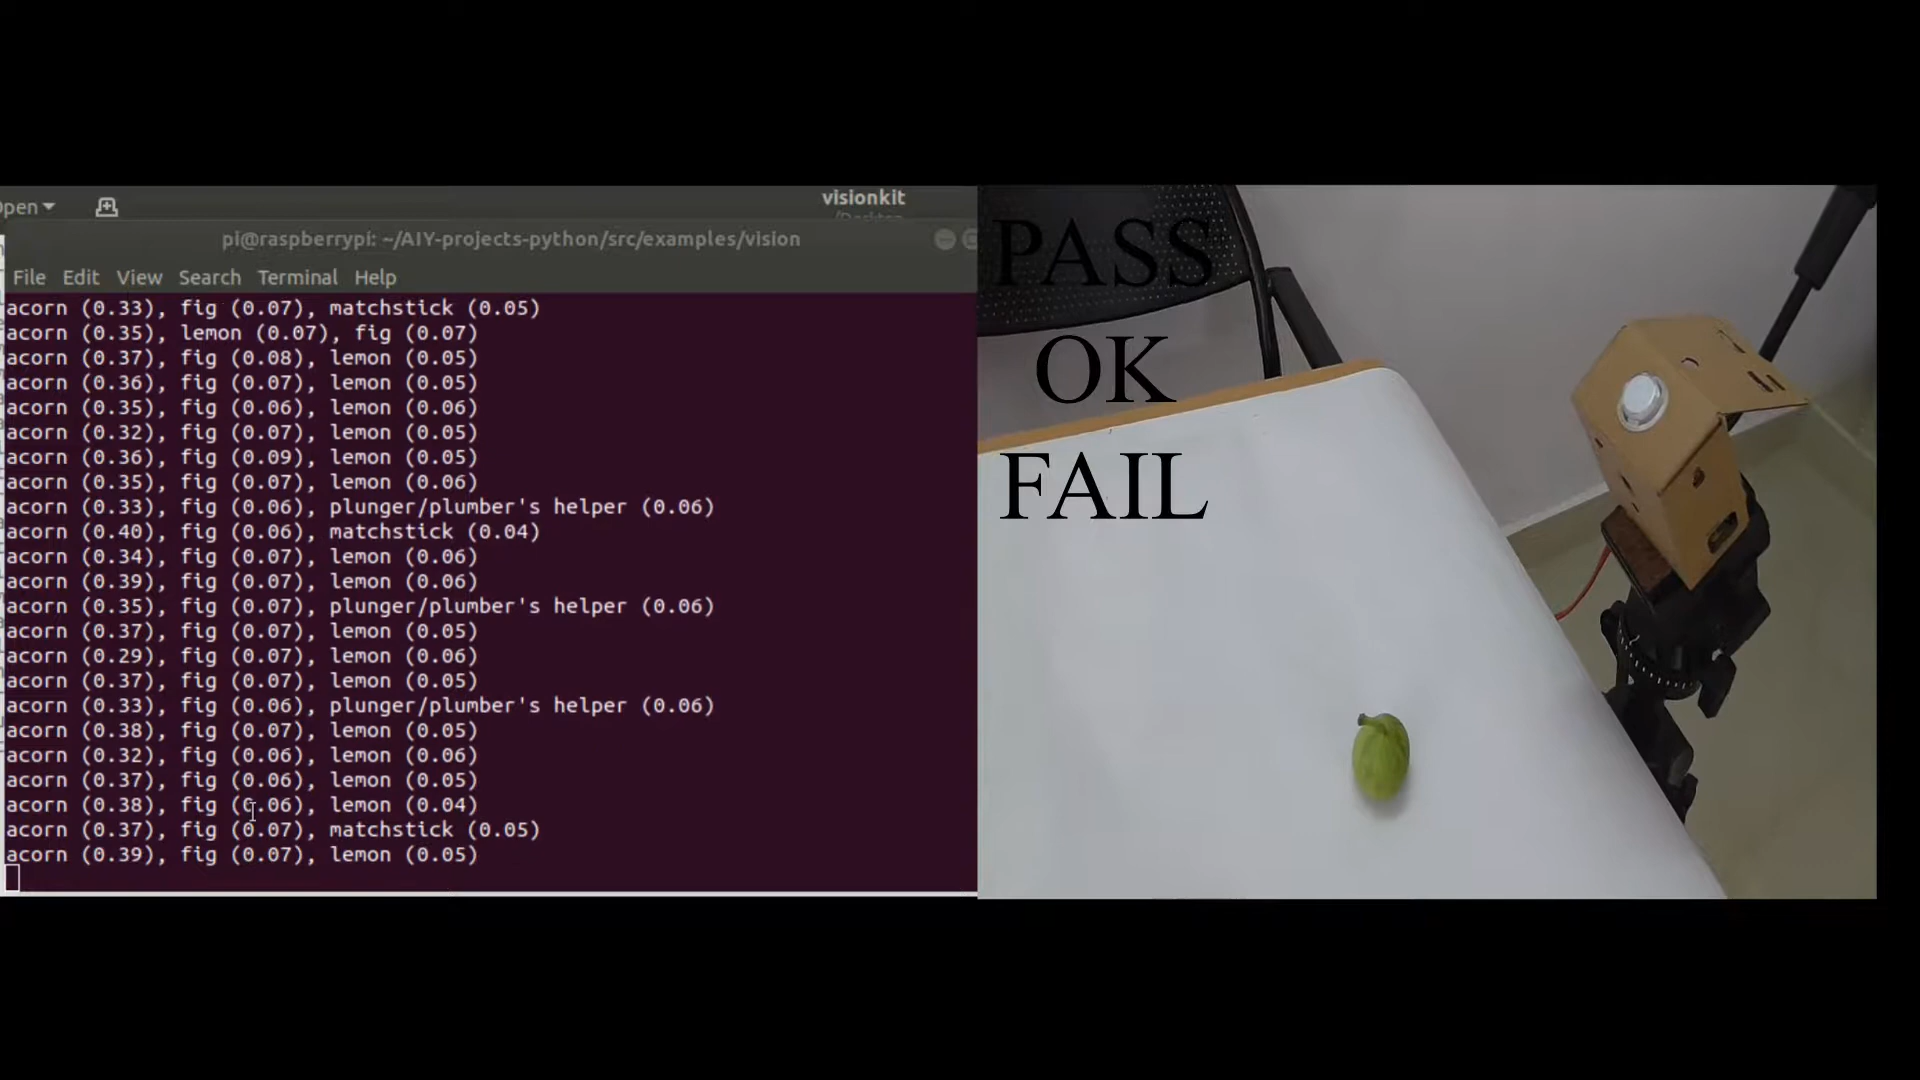 Open
visionkit
pi@raspberrypi: ~/AIY-projects-python/src/examples/vision
File Edit View Search Terminal Help
acorn (0.33), fig (0.07), matchstick (0.05)
acorn (0.35), lemon (0.07), fig (0.07)
acorn (0.37), fig (0.08), lemon (0.05)
acorn (0.36), fig (0.07), lemon (0.05)
acorn (0.35), fig (0.06), lemon (0.06)
acorn (0.32), fig (0.07), lemon (0.05)
acorn (0.36), fig (0.09), lemon (0.05)
acorn (0.35), fig (0.07), lemon (0.06)
acorn (0.33), fig (0.06), plunger/plumber's helper (0.06)
acorn (0.40), fig (0.06), matchstick (0.04)
acorn (0.34), fig (0.07), lemon (0.06)
acorn (0.39), fig (0.07), lemon (0.06)
acorn (0.35), fig (0.07), plunger/plumber's helper (0.06)
acorn (0.37), fig (0.07), lemon (0.05)
acorn (0.29), fig (0.07), lemon (0.06)
acorn (0.37), fig (0.07), lemon (0.05)
acorn (0.33), fig (0.06), plunger/plumber's helper (0.06)
acorn (0.38), fig (0.07), lemon (0.05)
acorn (0.32), fig (0.06), lemon (0.06)
acorn (0.37), fig (0.06), lemon (0.05)
acorn (0.38), fig (0.06), lemon (0.04)
acorn (0.37), fig (0.07), matchstick (0.05)
acorn (0.39), fig (0.07), lemon (0.05)
PASS
OK
FAIL